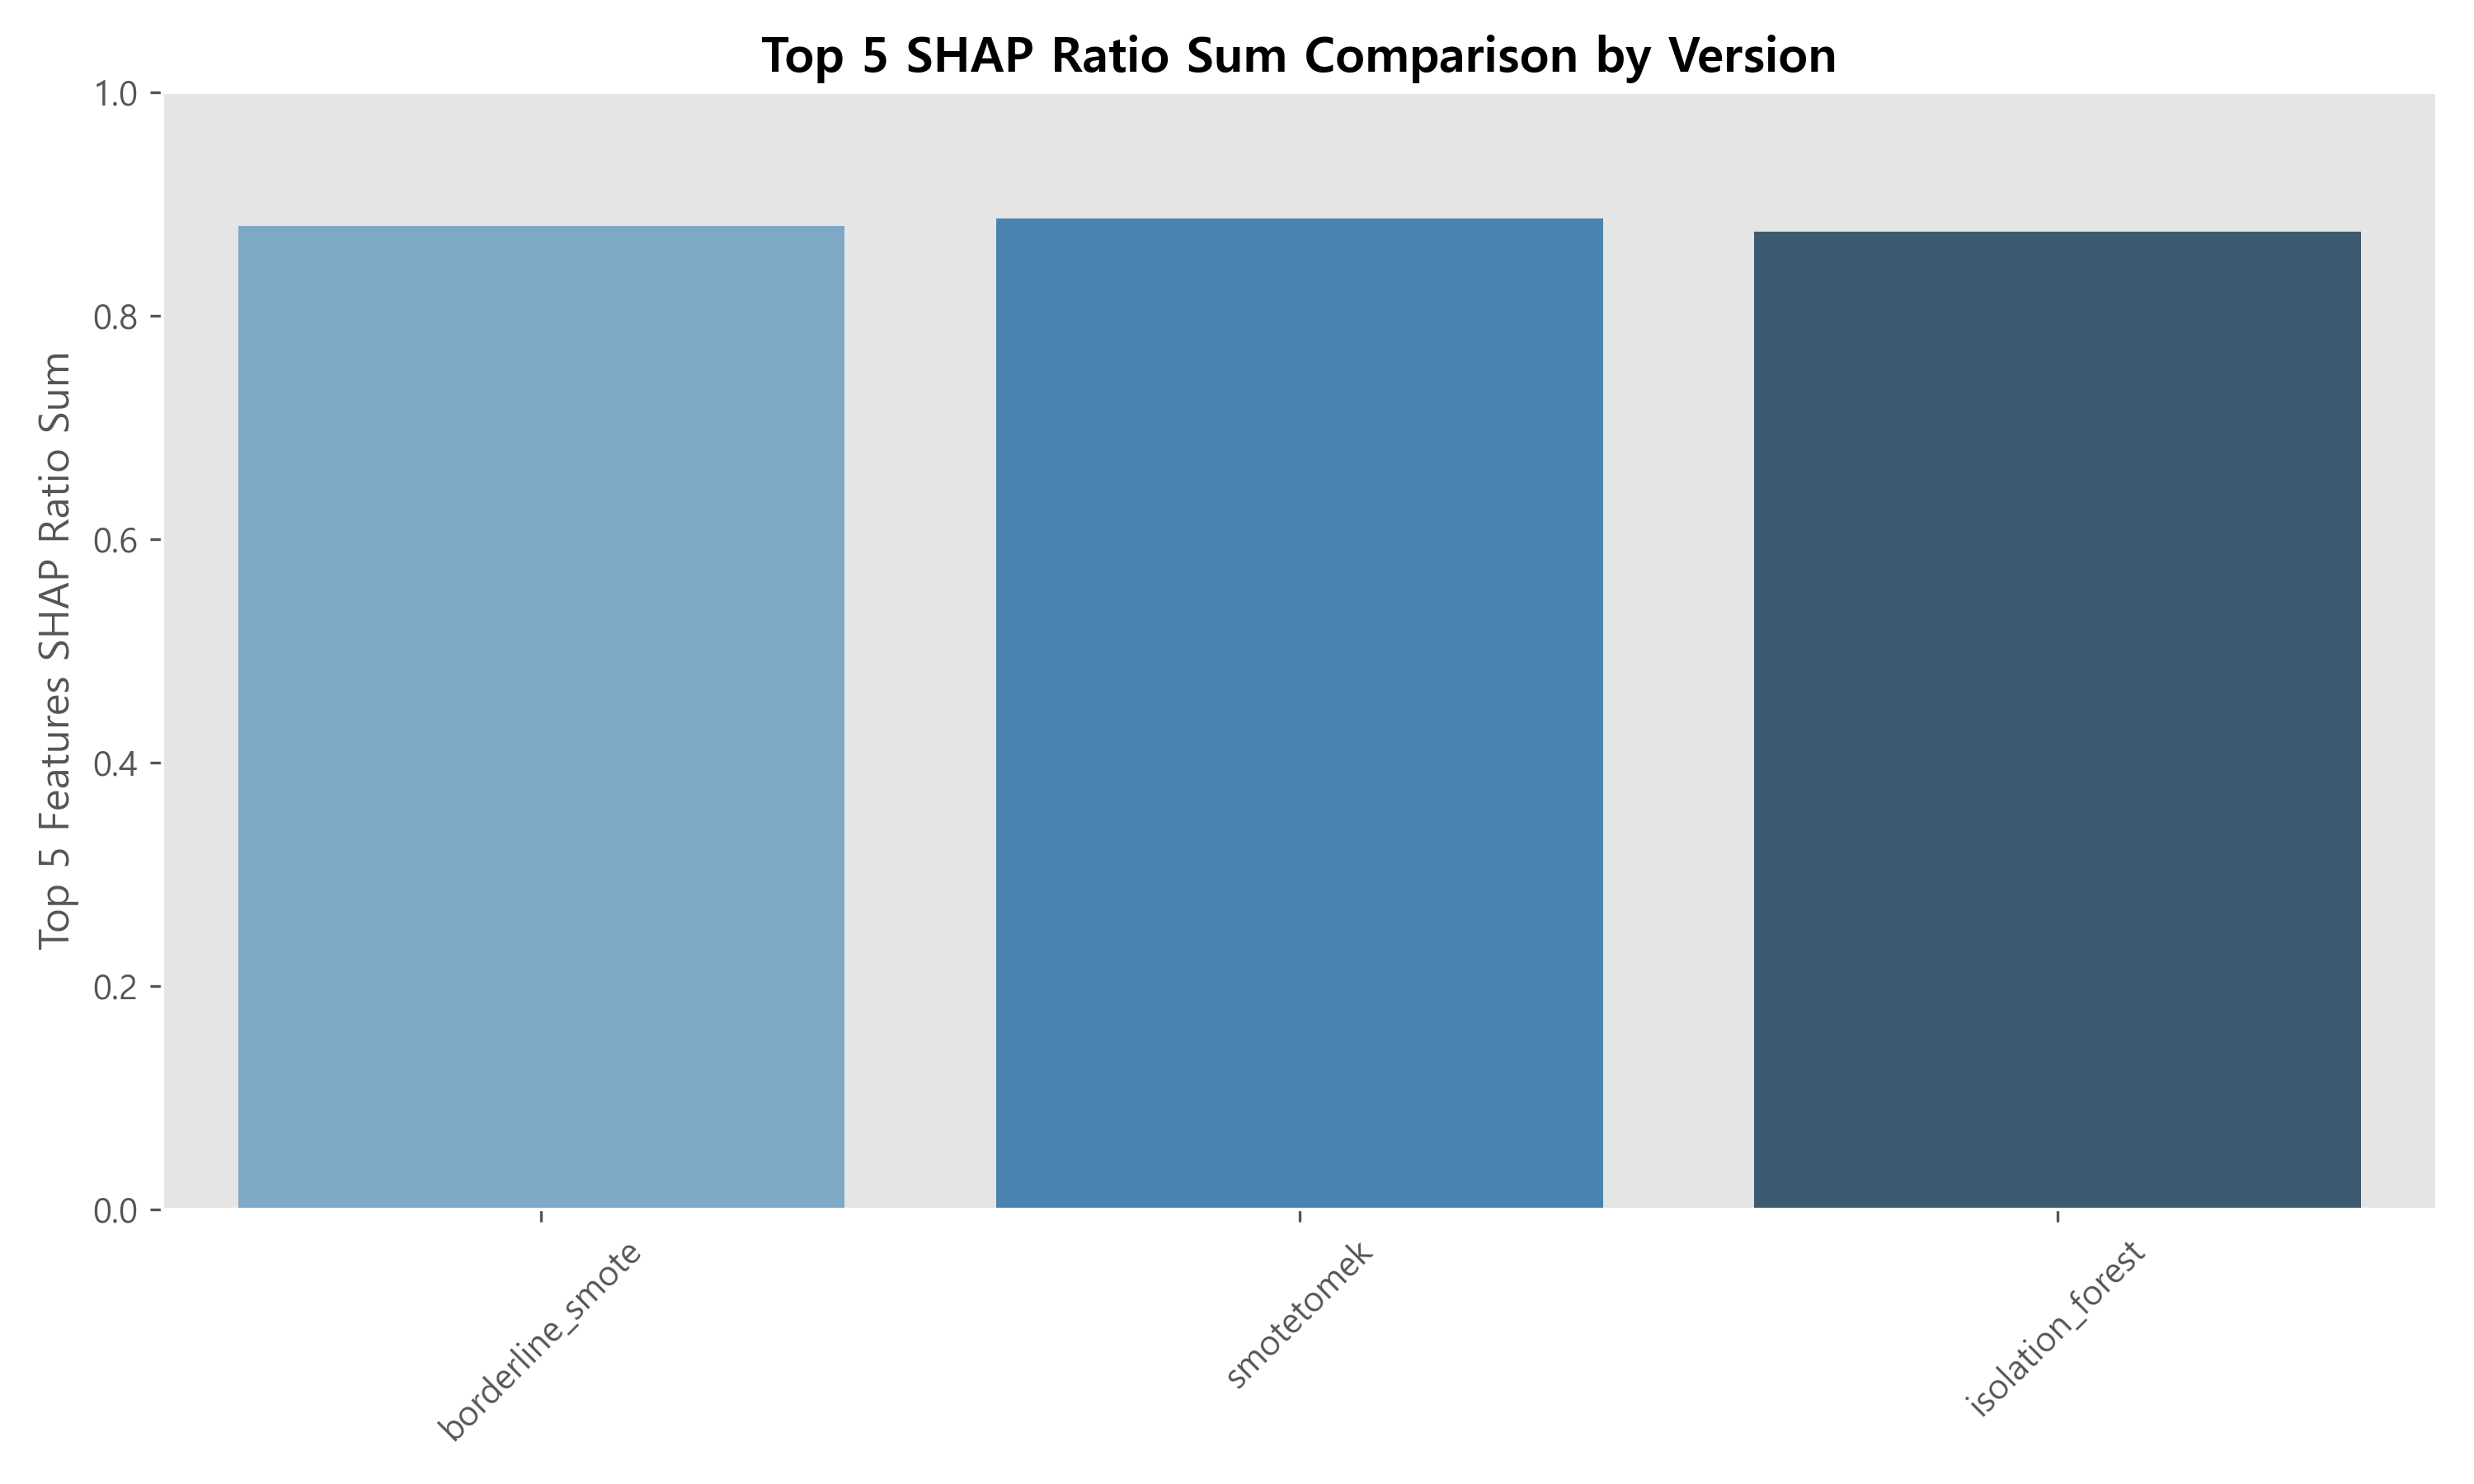 Top 5 SHAP Ratio Sum Comparison by Version
Top 5 Features SHAP Ratio Sum
1.0
0.8
0.6
0.4
0.2
0.0
borderline_smote
smotetomek
isolation_forest